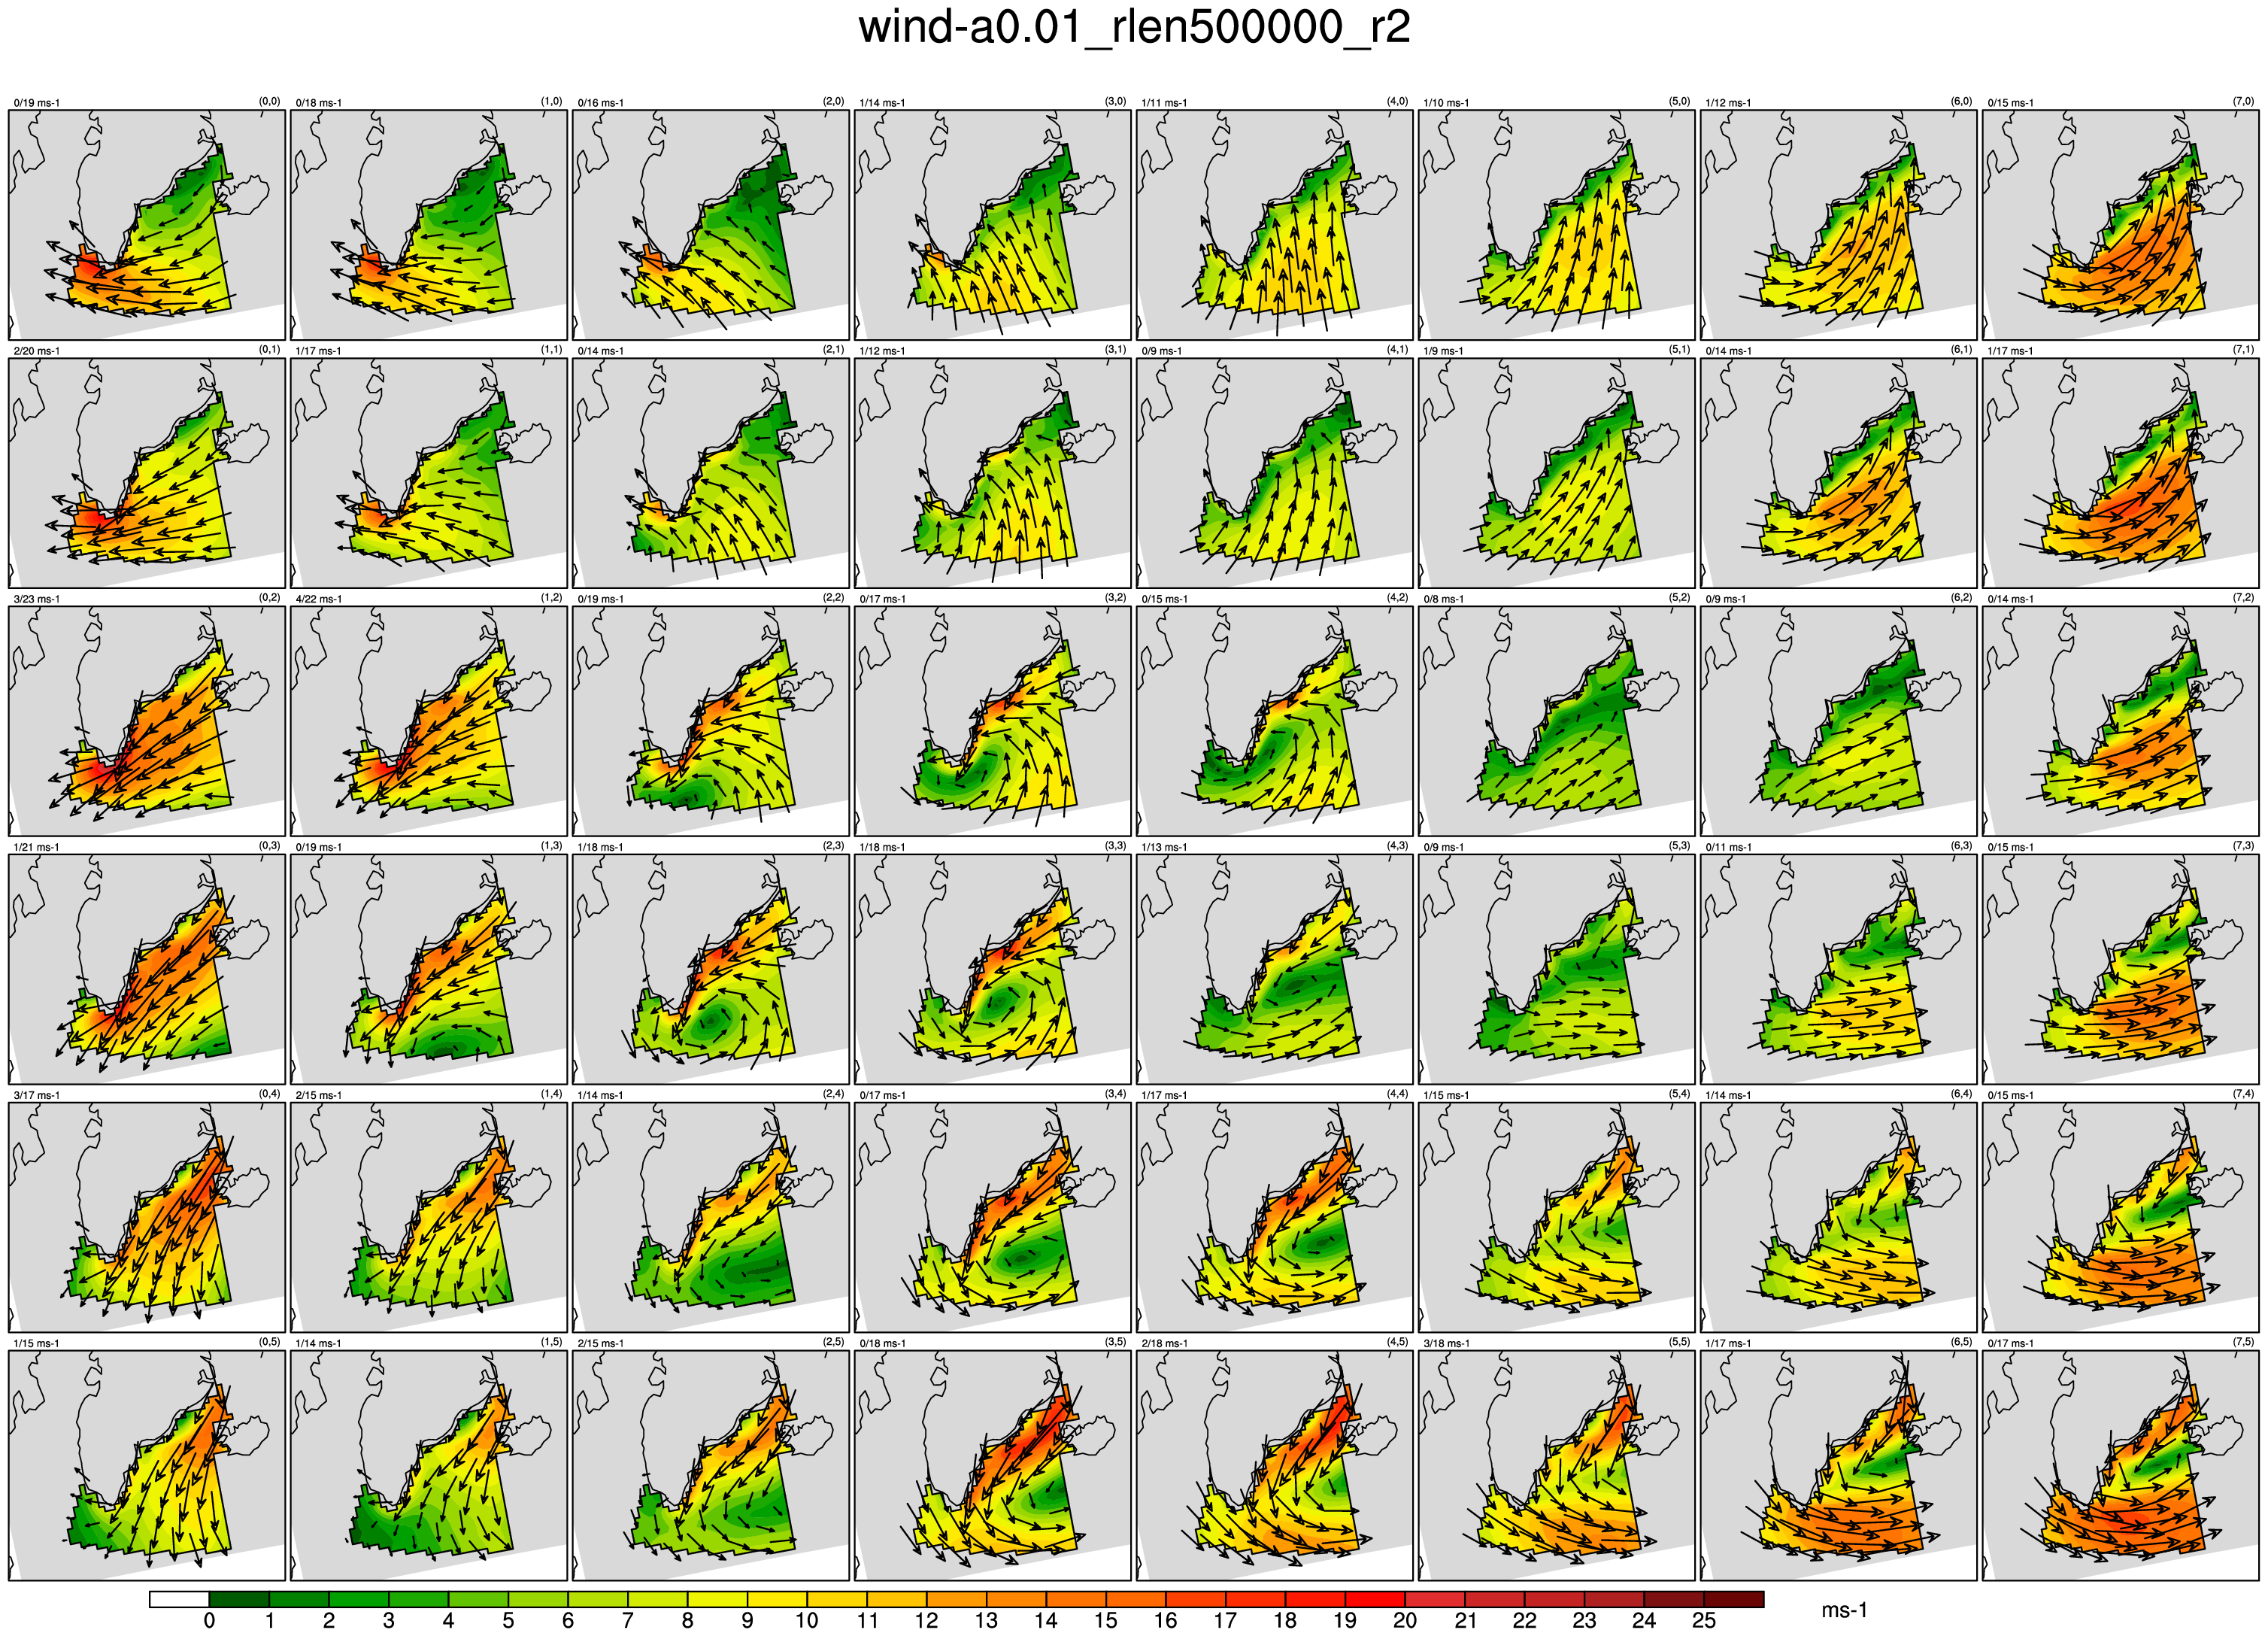 wind-a0.01_rlen500000_r2
0/19 ms-1 (0,0) 0/18 ms-1 (1,0) 0/16 ms-1 (2,0) 1/14 ms-1 (3,0) 1/11 ms-1 (4,0) 1/10 ms-1 (5,0) 1/12 ms-1 (6,0) 0/15 ms-1 (7,0)
2/20 ms-1 (0,1) 1/17 ms-1 (1,1) 0/14 ms-1 (2,1) 1/12 ms-1 (3,1) 0/9 ms-1 (4,1) 1/9 ms-1 (5,1) 0/14 ms-1 (6,1) 1/17 ms-1 (7,1)
3/23 ms-1 (0,2) 4/22 ms-1 (1,2) 0/19 ms-1 (2,2) 0/17 ms-1 (3,2) 0/15 ms-1 (4,2) 0/8 ms-1 (5,2) 0/9 ms-1 (6,2) 0/14 ms-1 (7,2)
1/21 ms-1 (0,3) 0/19 ms-1 (1,3) 1/18 ms-1 (2,3) 1/18 ms-1 (3,3) 1/13 ms-1 (4,3) 0/9 ms-1 (5,3) 0/11 ms-1 (6,3) 0/15 ms-1 (7,3)
3/17 ms-1 (0,4) 2/15 ms-1 (1,4) 1/14 ms-1 (2,4) 0/17 ms-1 (3,4) 1/17 ms-1 (4,4) 1/15 ms-1 (5,4) 1/14 ms-1 (6,4) 0/15 ms-1 (7,4)
1/15 ms-1 (0,5) 1/14 ms-1 (1,5) 2/15 ms-1 (2,5) 0/18 ms-1 (3,5) 2/18 ms-1 (4,5) 3/18 ms-1 (5,5) 1/17 ms-1 (6,5) 0/17 ms-1 (7,5)
0 1 2 3 4 5 6 7 8 9 10 11 12 13 14 15 16 17 18 19 20 21 22 23 24 25 ms-1